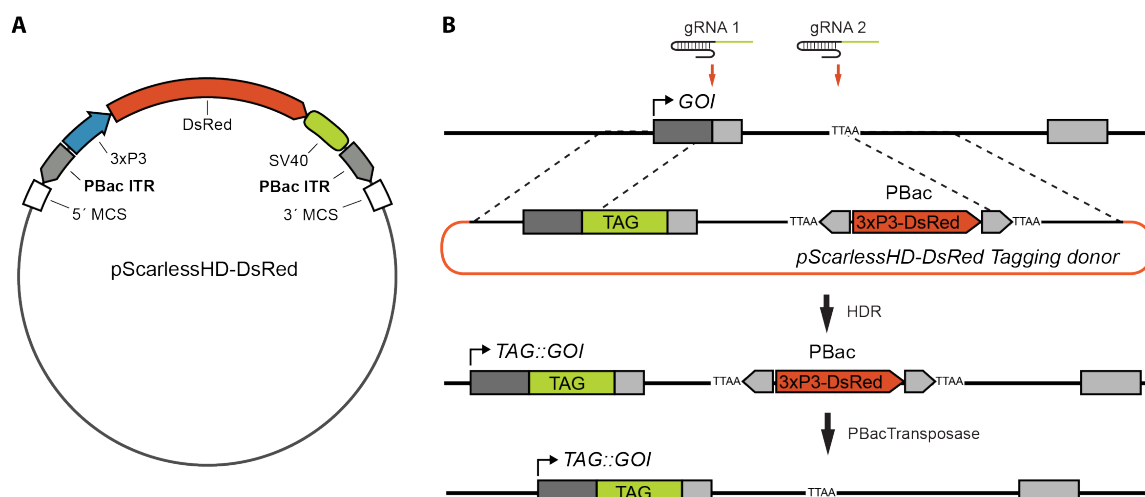 A
DsRed
3xP3
SV40
PBac ITR
PBac ITR
5´ MCS
3´ MCS
pScarlessHD-DsRed
B
gRNA 1
gRNA 2
GOI
TTAA
PBac
TAG
TTAA
3xP3-DsRed
TTAA
pScarlessHD-DsRed Tagging donor
HDR
TAG::GOI
PBac
TAG
TTAA
3xP3-DsRed
TTAA
PBacTransposase
TAG::GOI
TAG
TTAA